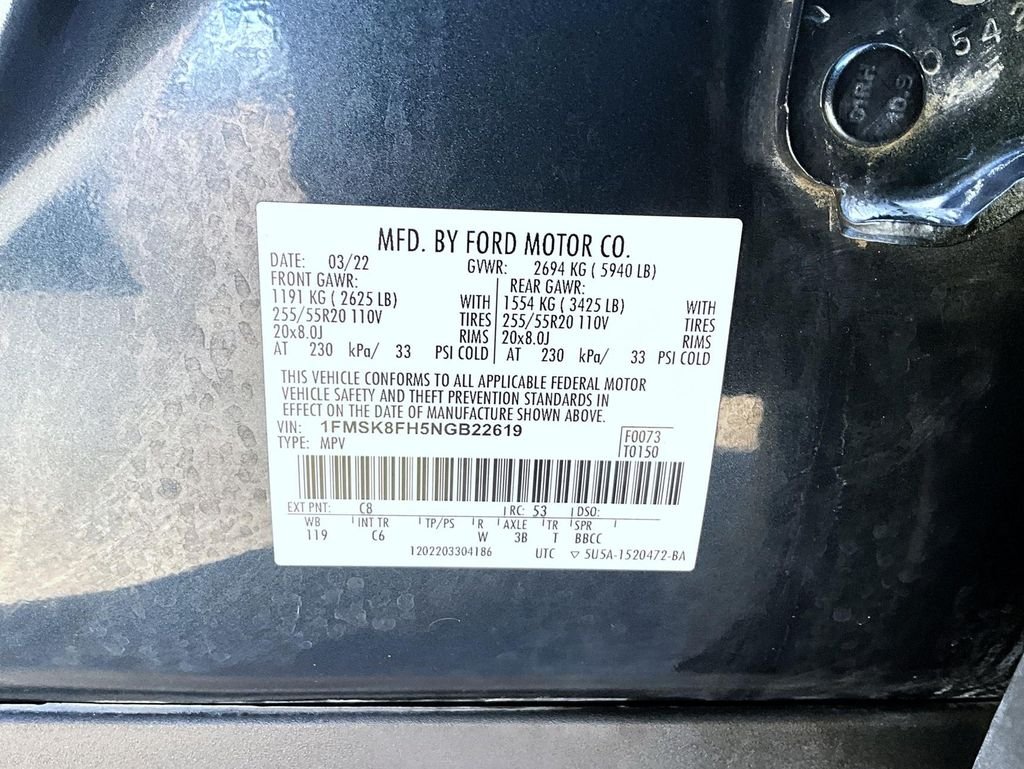 0542
DIRH
10.9
MFD. BY FORD MOTOR CO.
DATE: 03/22 GVWR: 2694 KG ( 5940 LB)
FRONT GAWR: REAR GAWR:
1191 KG ( 2625 LB) WITH 1554 KG ( 3425 LB) WITH
255/55R20 110V TIRES 255/55R20 110V TIRES
20x8.0J RIMS 20x8.0J RIMS
AT 230 kPa/ 33 PSI COLD AT 230 kPa/ 33 PSI COLD
THIS VEHICLE CONFORMS TO ALL APPLICABLE FEDERAL MOTOR
VEHICLE SAFETY AND THEFT PREVENTION STANDARDS IN
EFFECT ON THE DATE OF MANUFACTURE SHOWN ABOVE.
VIN: 1FMSK8FH5NGB22619
TYPE: MPV
F0073
T0150
EXT PNT: C8 RC: 53 DSO:
WB INT TR TP/PS R AXLE TR SPR
119 C6 W 3B T BBCC
1202203304186 UTC ▽ 5U5A-1520472-BA